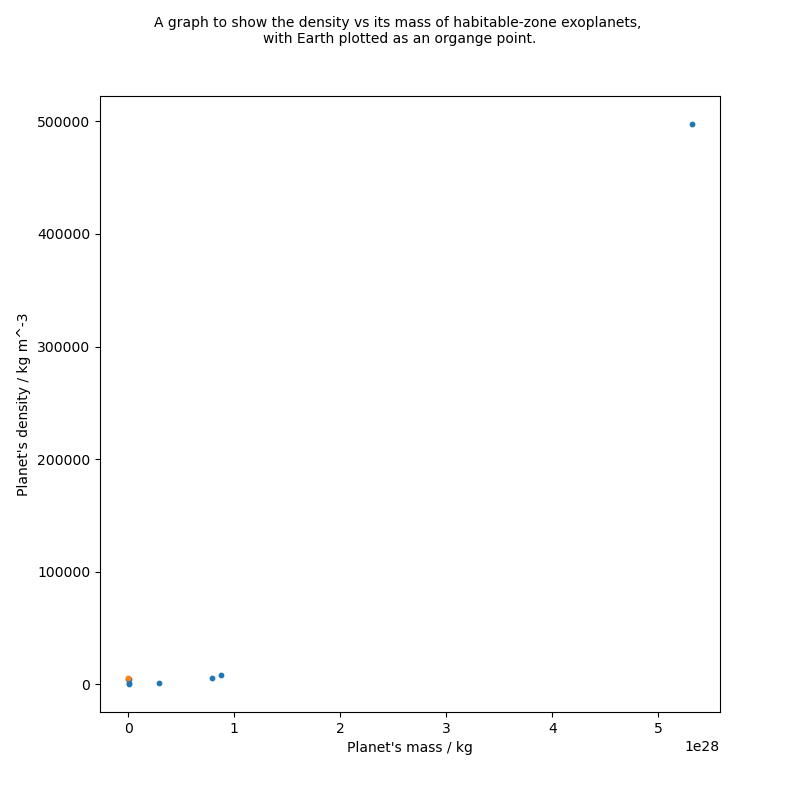 A graph to show the density vs its mass of habitable-zone exoplanets,
with Earth plotted as an organge point.
500000
400000
300000
200000
100000
0
Planet's density / kg m^-3
0 1 2 3 4 5
1e28
Planet's mass / kg